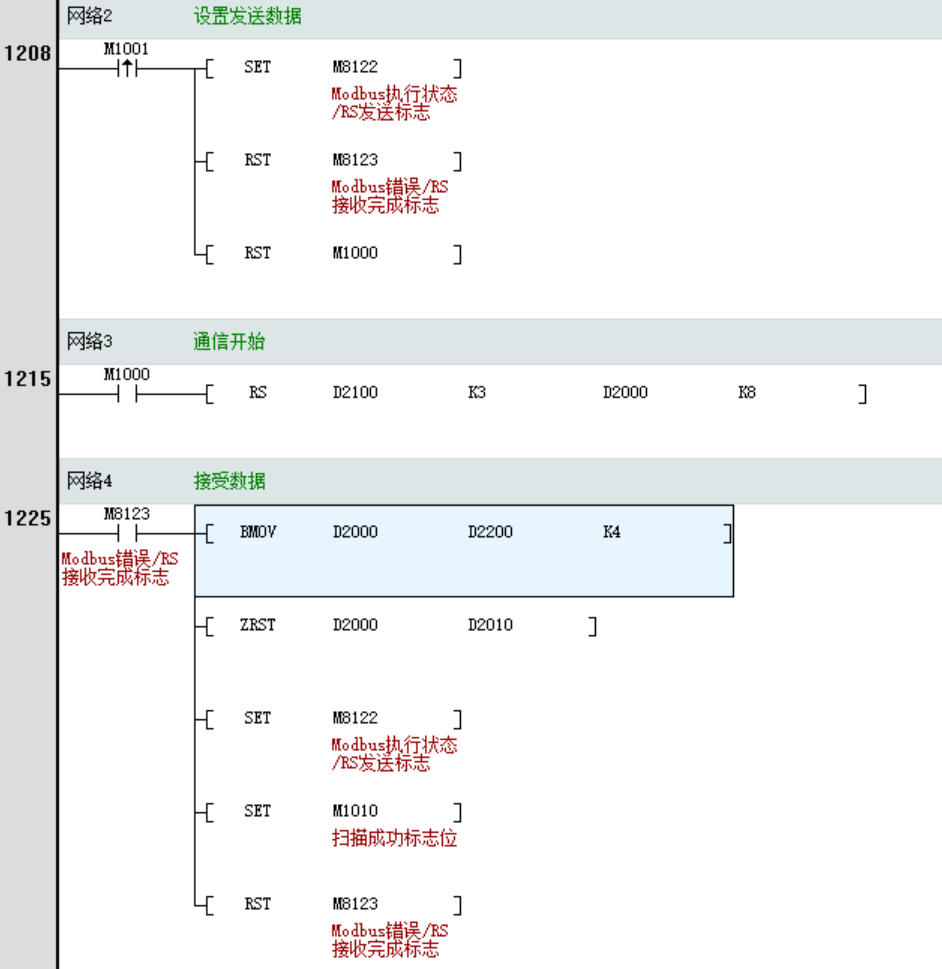 网络2 设置发送数据
1208 M1001
SET M8122
Modbus执行状态
/RS发送标志
RST M8123
Modbus错误/RS
接收完成标志
RST M1000
网络3 通信开始
1215 M1000
RS D2100 K3 D2000 K8
网络4 接受数据
1225 M8123
BMOV D2000 D2200 K4
Modbus错误/RS
接收完成标志
ZRST D2000 D2010
SET M8122
Modbus执行状态
/RS发送标志
SET M1010
扫描成功标志位
RST M8123
Modbus错误/RS
接收完成标志